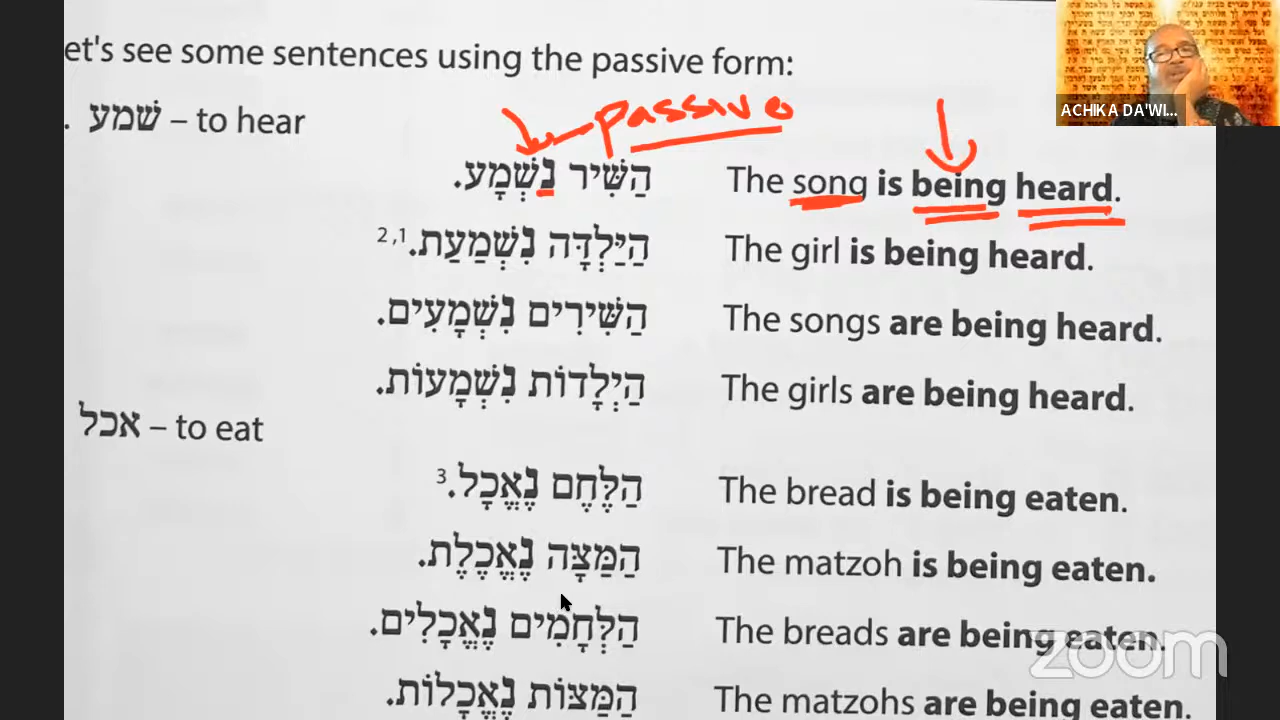 et's see some sentences using the passive form:
שׁמע – to hear
passive
הַשִּׁיר נִשְׁמָע. The song is being heard.
הַיַּלְדָּה נִשְׁמַעַת. 2,1 The girl is being heard.
הַשִּׁירִים נִשְׁמָעִים. The songs are being heard.
הַיְלָדוֹת נִשְׁמָעוֹת. The girls are being heard.
אכל – to eat
הַלֶּחֶם נֶאֱכָל. 3 The bread is being eaten.
הַמַּצָּה נֶאֱכֶלֶת. The matzoh is being eaten.
הַלְּחָמִים נֶאֱכָלִים. The breads are being eaten.
הַמַּצּוֹת נֶאֱכָלוֹת. The matzohs are being eaten.
ACHIKA DA'WI...
zoom